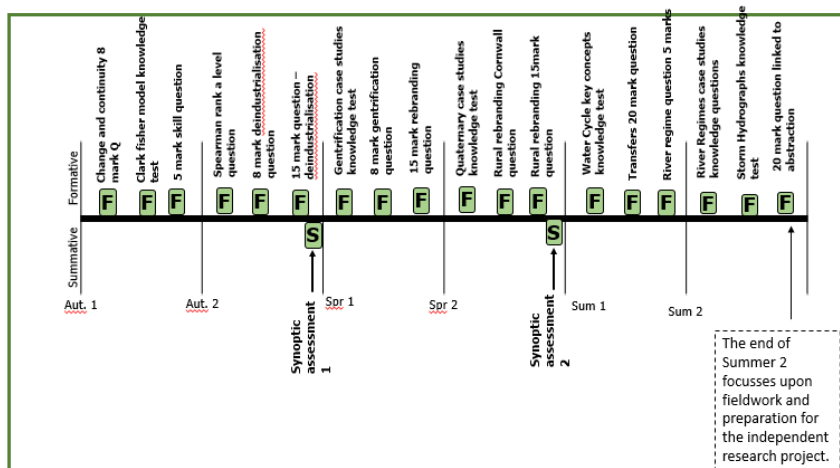 Formative
Summative
Change and continuity 8
mark Q
Clark fisher model knowledge
test
5 mark skill question
Spearman rank a level
question
8 mark deindustrialisation
question
15 mark question –
deindustrialisation
Gentrification case studies
knowledge test
8 mark gentrification
question
15 mark rebranding
question
Quaternary case studies
knowledge test
Rural rebranding Cornwall
question
Rural rebranding 15mark
question
Water Cycle key concepts
knowledge test
Transfers 20 mark question
River regime question 5 marks
River Regimes case studies
knowledge questions
Storm Hydrographs knowledge
test
20 mark question linked to
abstraction
F F F F F F F F F F F F F F F F F F
S S
Aut. 1
Aut. 2
Spr 1
Spr 2
Sum 1
Sum 2
Synoptic
assessment
1
Synoptic
assessment
2
The end of
Summer 2
focusses upon
fieldwork and
preparation for
the independent
research project.